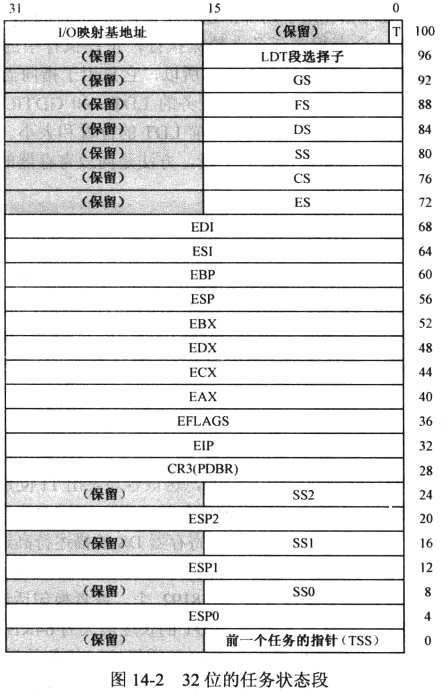 31 15 0
I/O映射基地址 (保留) T 100
(保留) LDT段选择子 96
(保留) GS 92
(保留) FS 88
(保留) DS 84
(保留) SS 80
(保留) CS 76
(保留) ES 72
EDI 68
ESI 64
EBP 60
ESP 56
EBX 52
EDX 48
ECX 44
EAX 40
EFLAGS 36
EIP 32
CR3(PDBR) 28
(保留) SS2 24
ESP2 20
(保留) SS1 16
ESP1 12
(保留) SS0 8
ESP0 4
(保留) 前一个任务的指针(TSS) 0
图 14-2 32 位的任务状态段